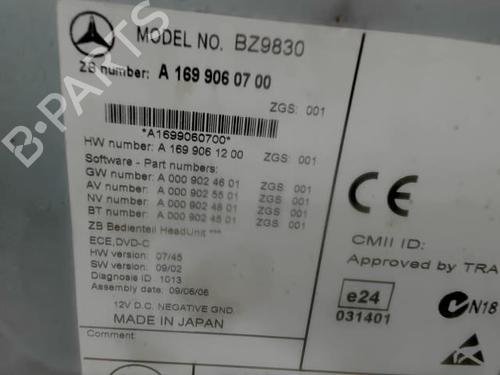 MODEL NO. BZ9830
ZB number: A 169 906 07 00
ZGS: 001
*A1699060700*
HW number: A 169 906 12 00 ZGS: 001
Software - Part numbers:
GW number: A 000 902 46 01 ZGS: 001
AV number: A 000 902 55 01 ZGS: 001
NV number: A 000 902 48 01 ZGS: 001
BT number: A 000 902 45 01 ZGS: 001
ZB Bedienteil HeadUnit ***
ECE,DVD-C
HW version: 07/45
SW version: 09/02
Diagnosis ID: 1013
Assembly date: 09/06/06
12V D.C. NEGATIVE GND.
MADE IN JAPAN
Comment:
CE
CMII ID:
Approved by TRA
e24
031401
N18
B-PARTS